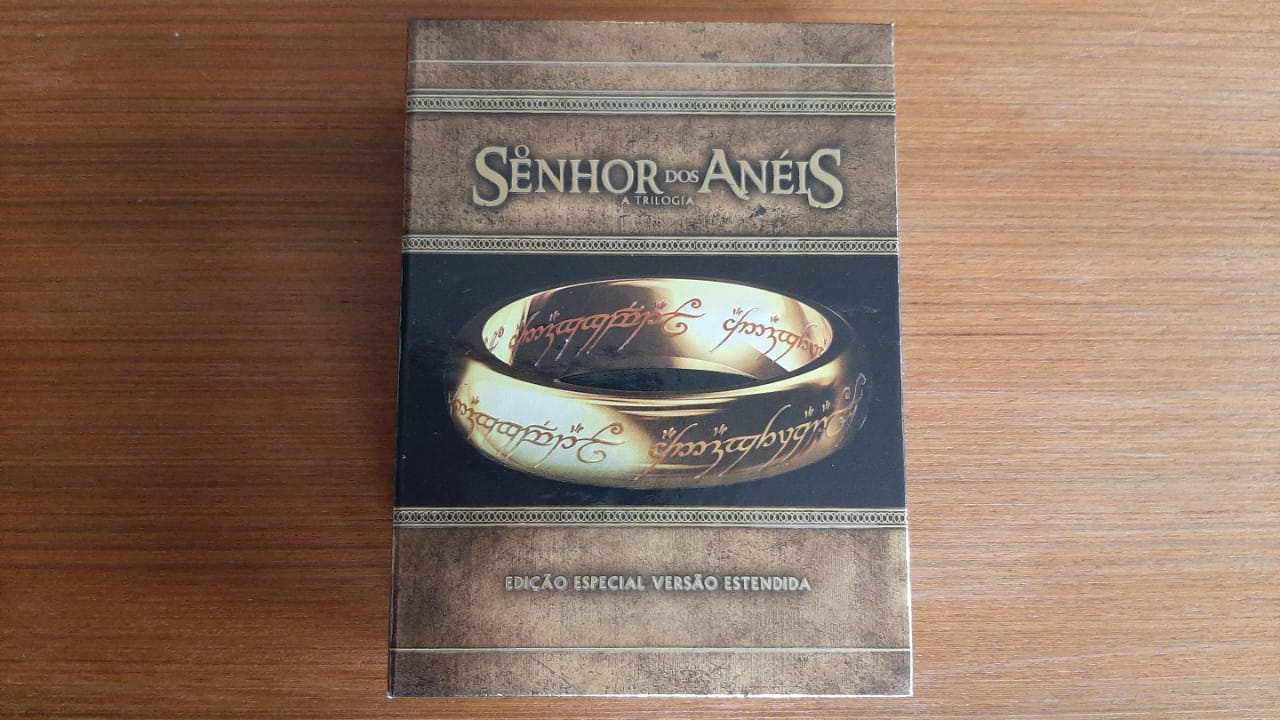 O SENHOR DOS ANÉIS
A TRILOGIA
EDIÇÃO ESPECIAL VERSÃO ESTENDIDA